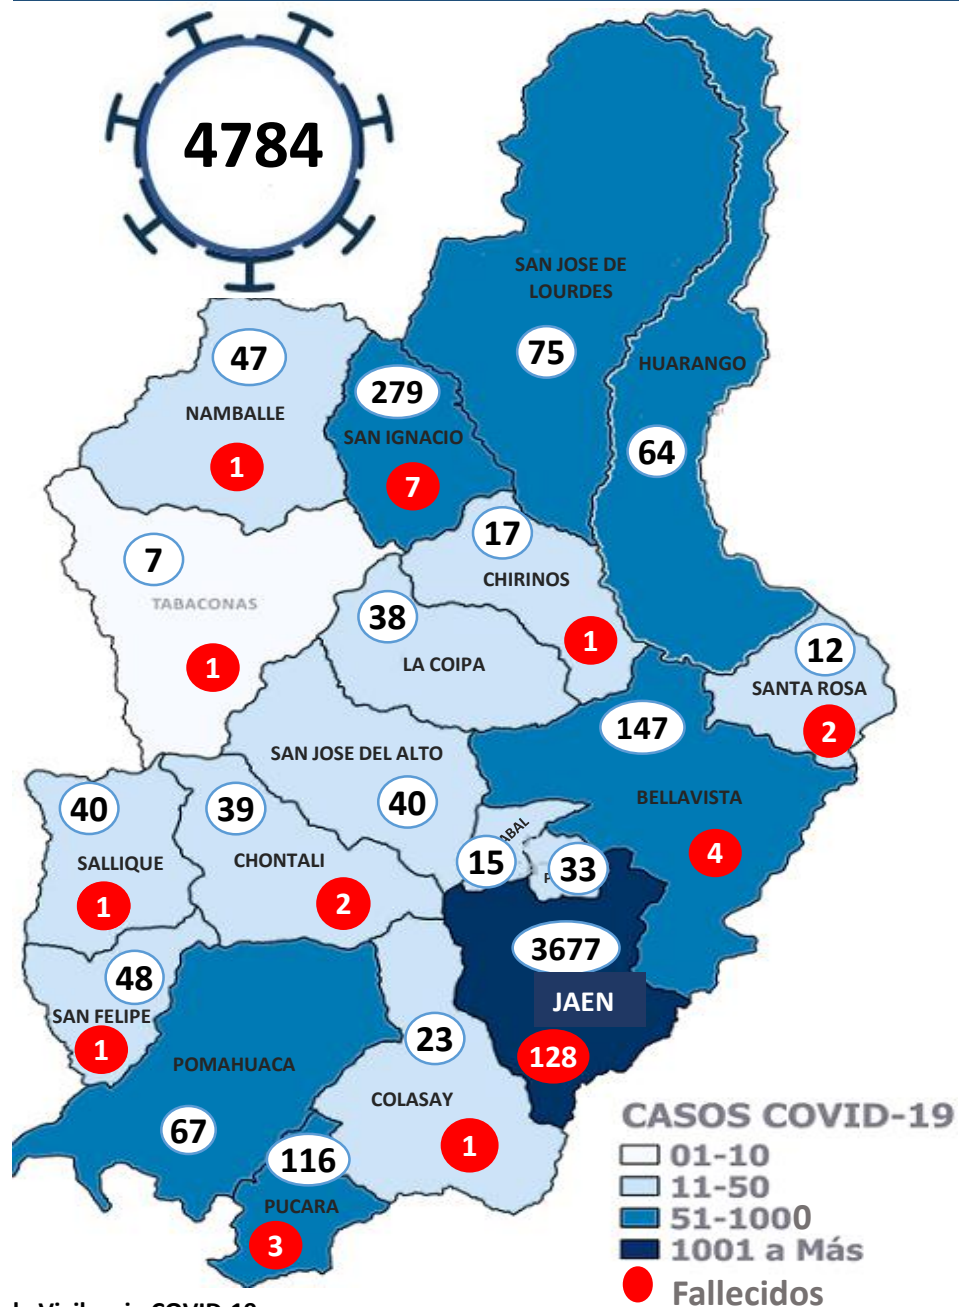 4784
SAN JOSE DE
LOURDES
75
HUARANGO
64
47
NAMBALLE
1
279
SAN IGNACIO
7
17
CHIRINOS
1
7
TABACONAS
1
38
LA COIPA
12
SANTA ROSA
2
147
BELLAVISTA
4
SAN JOSE DEL ALTO
40
40
SALLIQUE
1
39
CHONTALI
2
ABAL
15
P
33
3677
JAEN
128
48
SAN FELIPE
1
POMAHUACA
67
23
COLASAY
1
116
PUCARA
3
CASOS COVID-19
01-10
11-50
51-1000
1001 a Más
Fallecidos